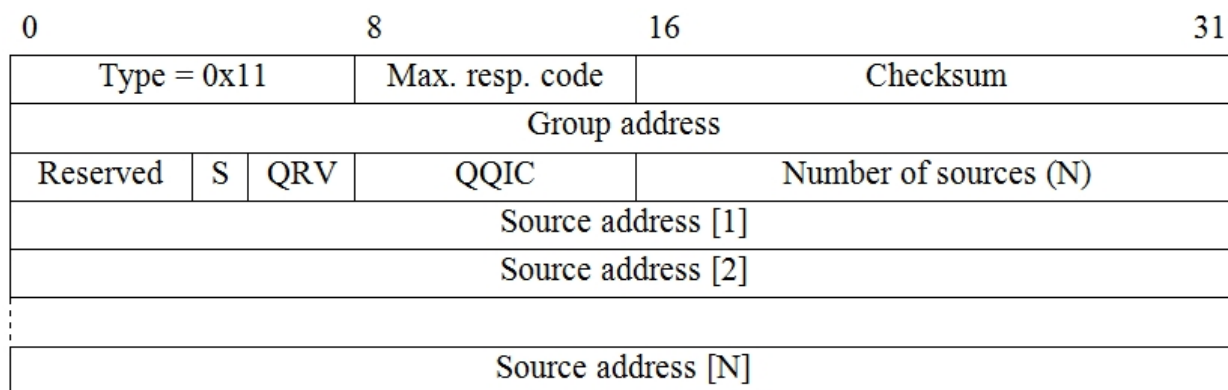 0 8 16 31
Type = 0x11 Max. resp. code Checksum
Group address
Reserved S QRV QQIC Number of sources (N)
Source address [1]
Source address [2]
Source address [N]